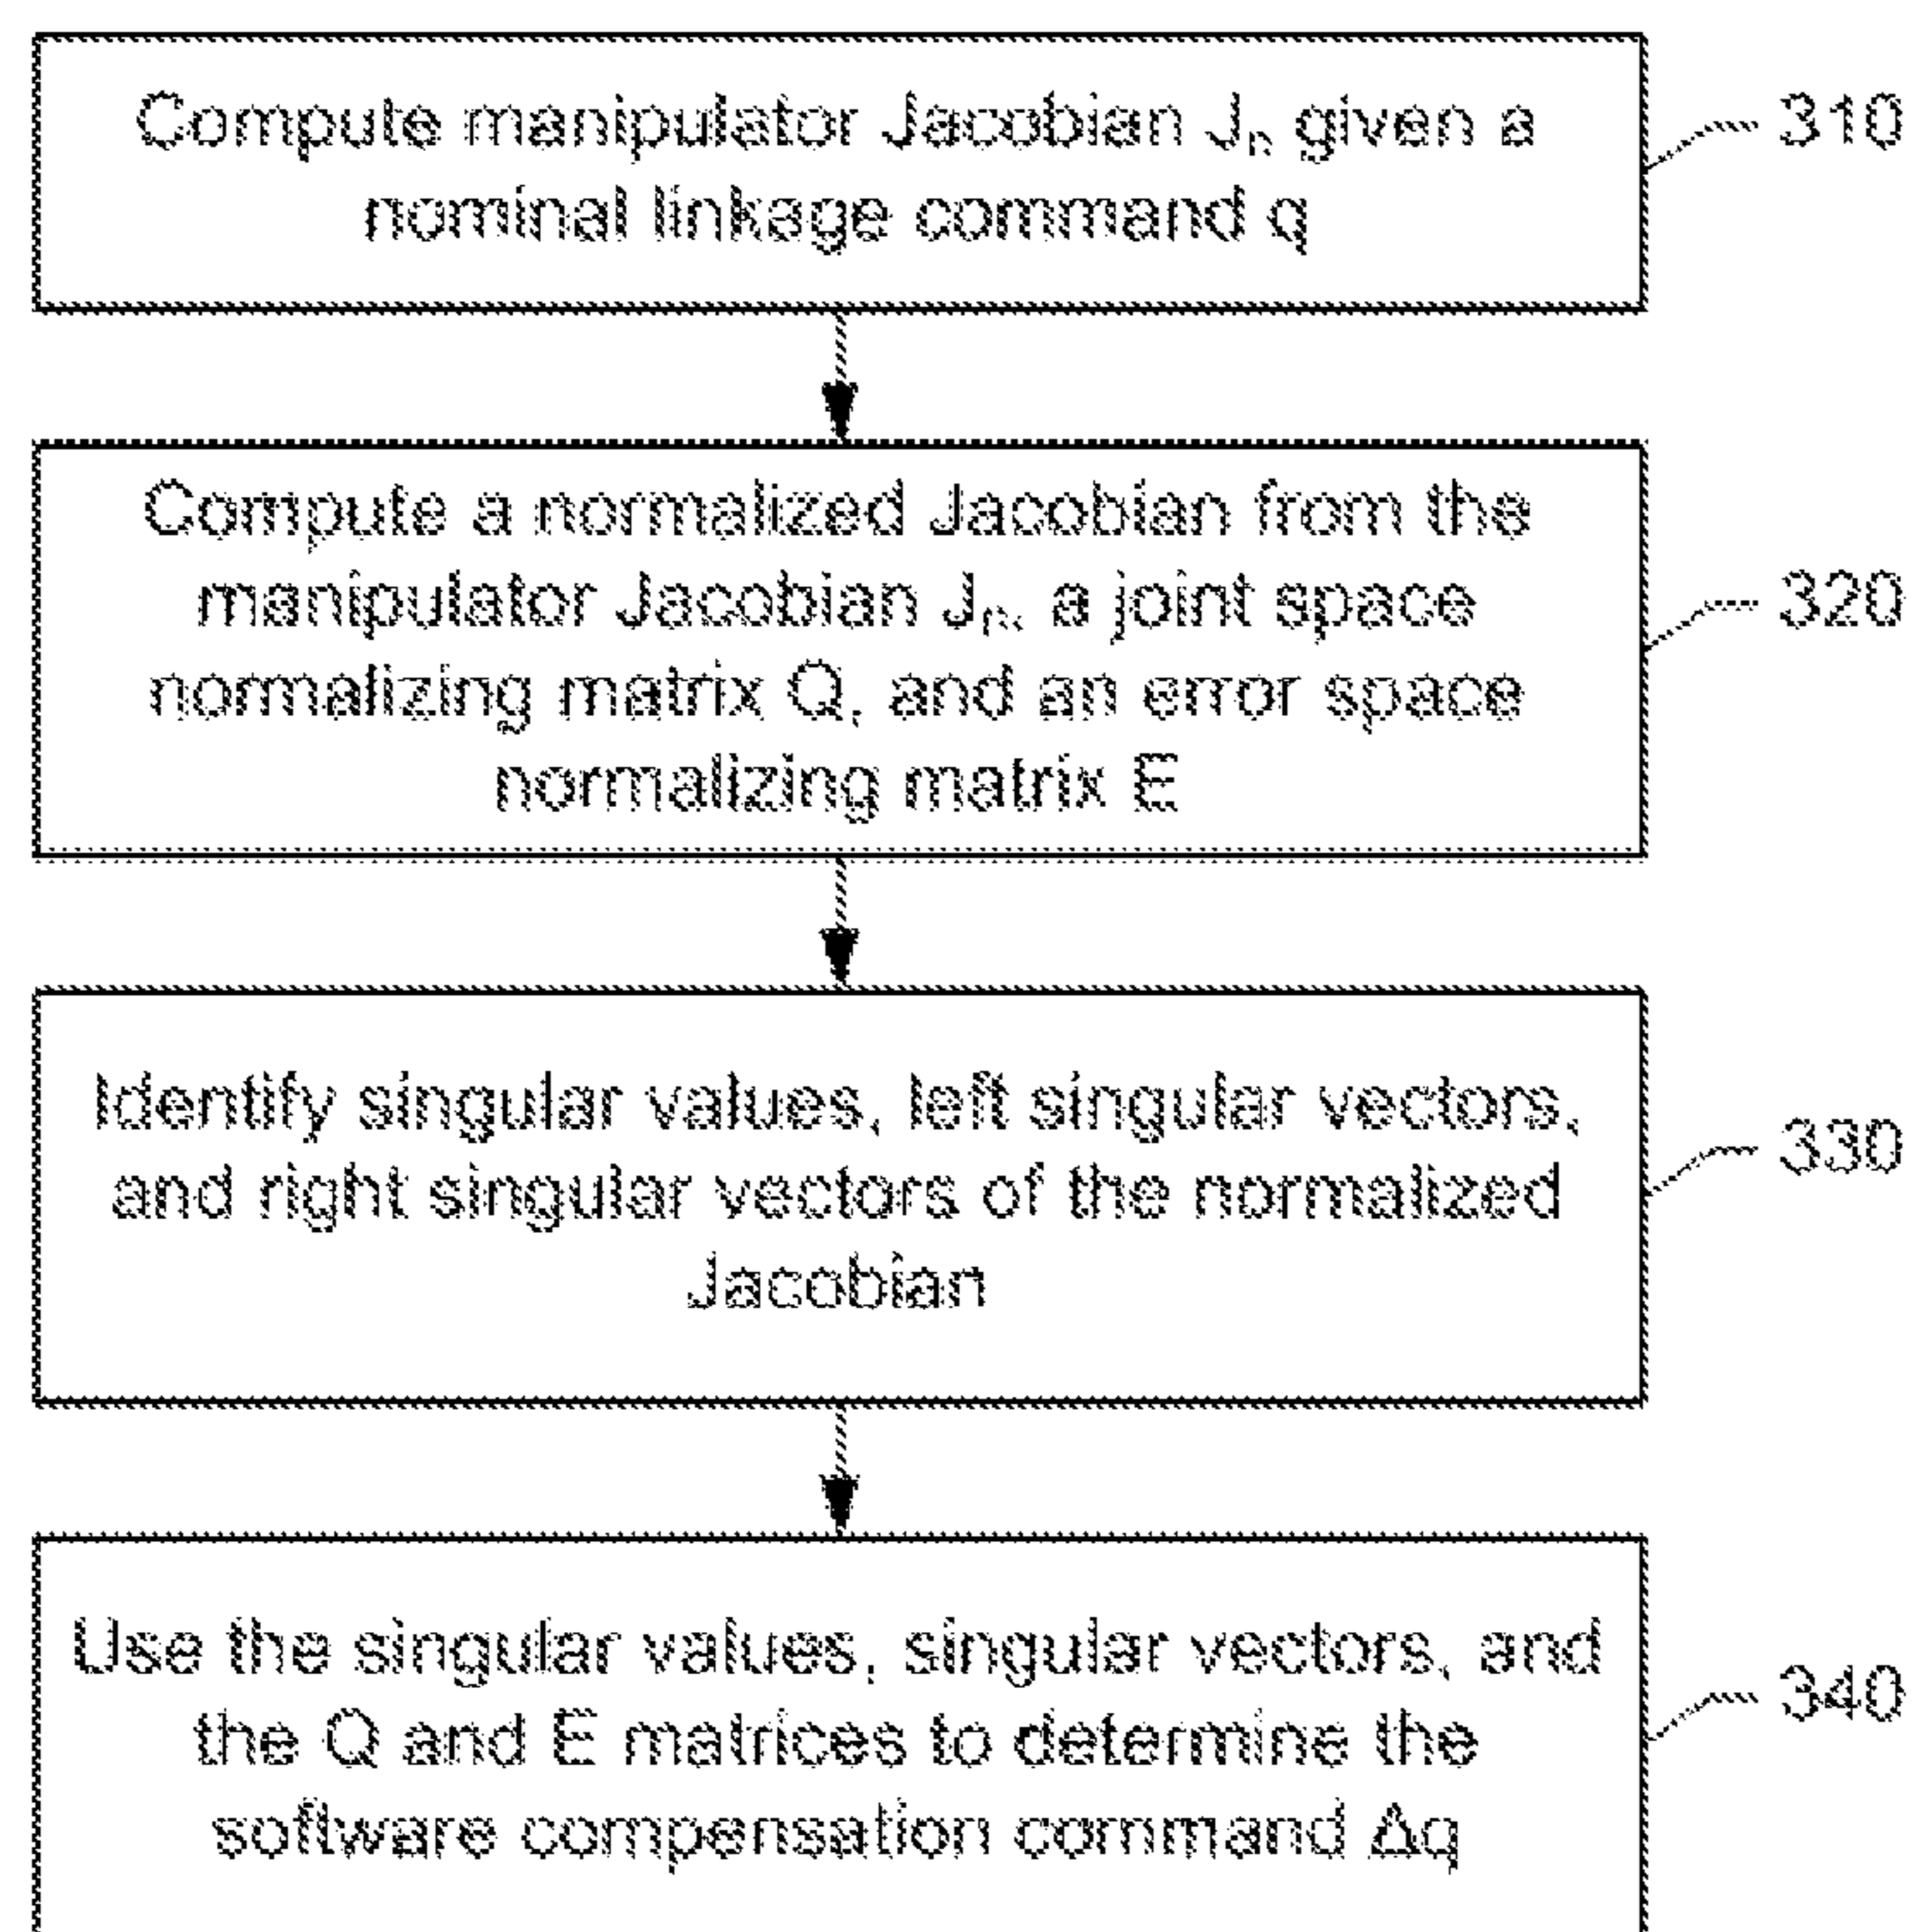 Compute manipulator Jacobian Jₙ given a
nominal linkage command q
310
Compute a normalized Jacobian from the
manipulator Jacobian Jₙ, a joint space
normalizing matrix Q, and an error space
normalizing matrix E
320
Identify singular values, left singular vectors,
and right singular vectors of the normalized
Jacobian
330
Use the singular values, singular vectors, and
the Q and E matrices to determine the
software compensation command Δq
340